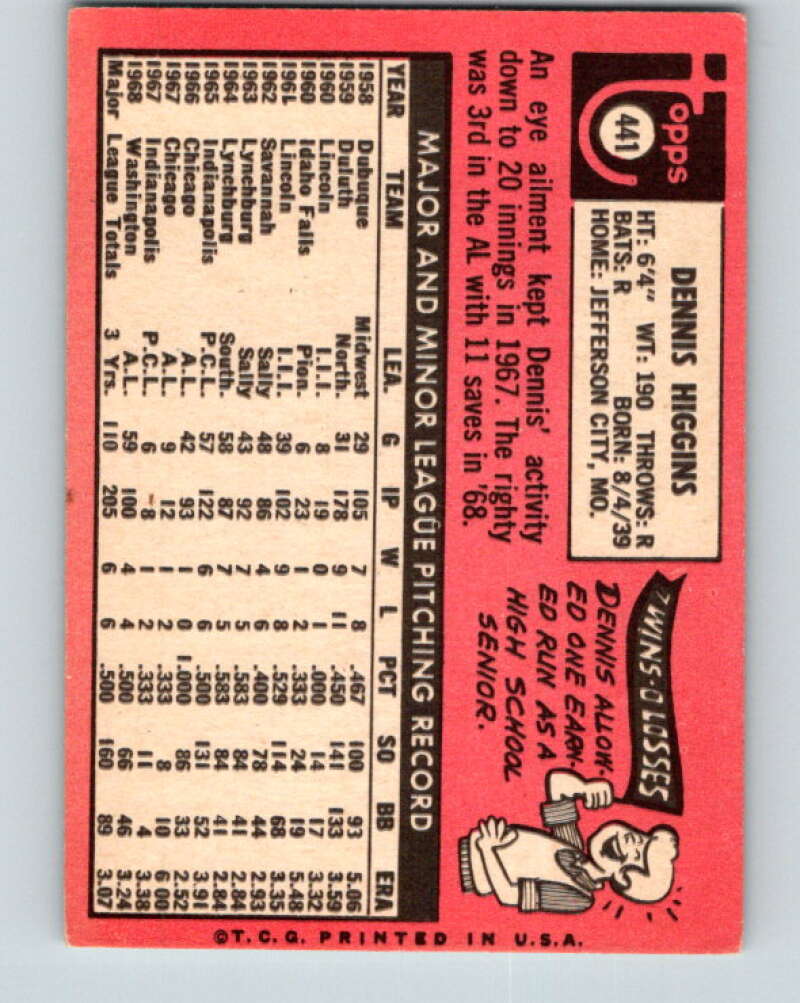 Topps
441
DENNIS HIGGINS
HT: 6'4" WT: 190 THROWS: R
BATS: R BORN: 8/4/39
HOME: JEFFERSON CITY, MO.
An eye ailment kept Dennis' activity
down to 20 innings in 1967. The righty
was 3rd in the AL with 11 saves in '68.
7 WINS-0 LOSSES
DENNIS ALLOW-
ED ONE EARN-
ED RUN AS A
HIGH SCHOOL
SENIOR.
MAJOR AND MINOR LEAGUE PITCHING RECORD
YEAR TEAM LEA. G IP W L PCT SO BB ERA
1958 Dubuque Midwest 29 105 7 8 .467 100 93 5.06
1959 Duluth North. 31 178 9 11 .450 141 133 3.59
1960 Lincoln I.I.I. 8 19 0 1 .000 14 17 3.32
1960 Idaho Falls Pion. 6 23 1 2 .333 24 19 5.48
1961 Lincoln I.I.I. 39 102 9 8 .529 114 68 3.35
1962 Savannah Sally 48 86 4 6 .400 78 44 2.93
1963 Lynchburg Sally 43 92 7 5 .583 84 41 2.84
1964 Lynchburg South. 58 87 7 5 .583 84 41 2.84
1965 Indianapolis P.C.L. 57 122 6 6 .500 131 52 3.91
1966 Chicago A.L. 42 93 1 0 1.000 86 33 2.52
1967 Chicago A.L. 9 12 1 2 .333 8 10 6.00
1967 Indianapolis P.C.L. 6 8 1 2 .333 11 4 3.38
1968 Washington A.L. 59 100 4 4 .500 66 46 3.24
Major League Totals 3 Yrs. 110 205 6 6 .500 160 89 3.07
©T.C.G. PRINTED IN U.S.A.